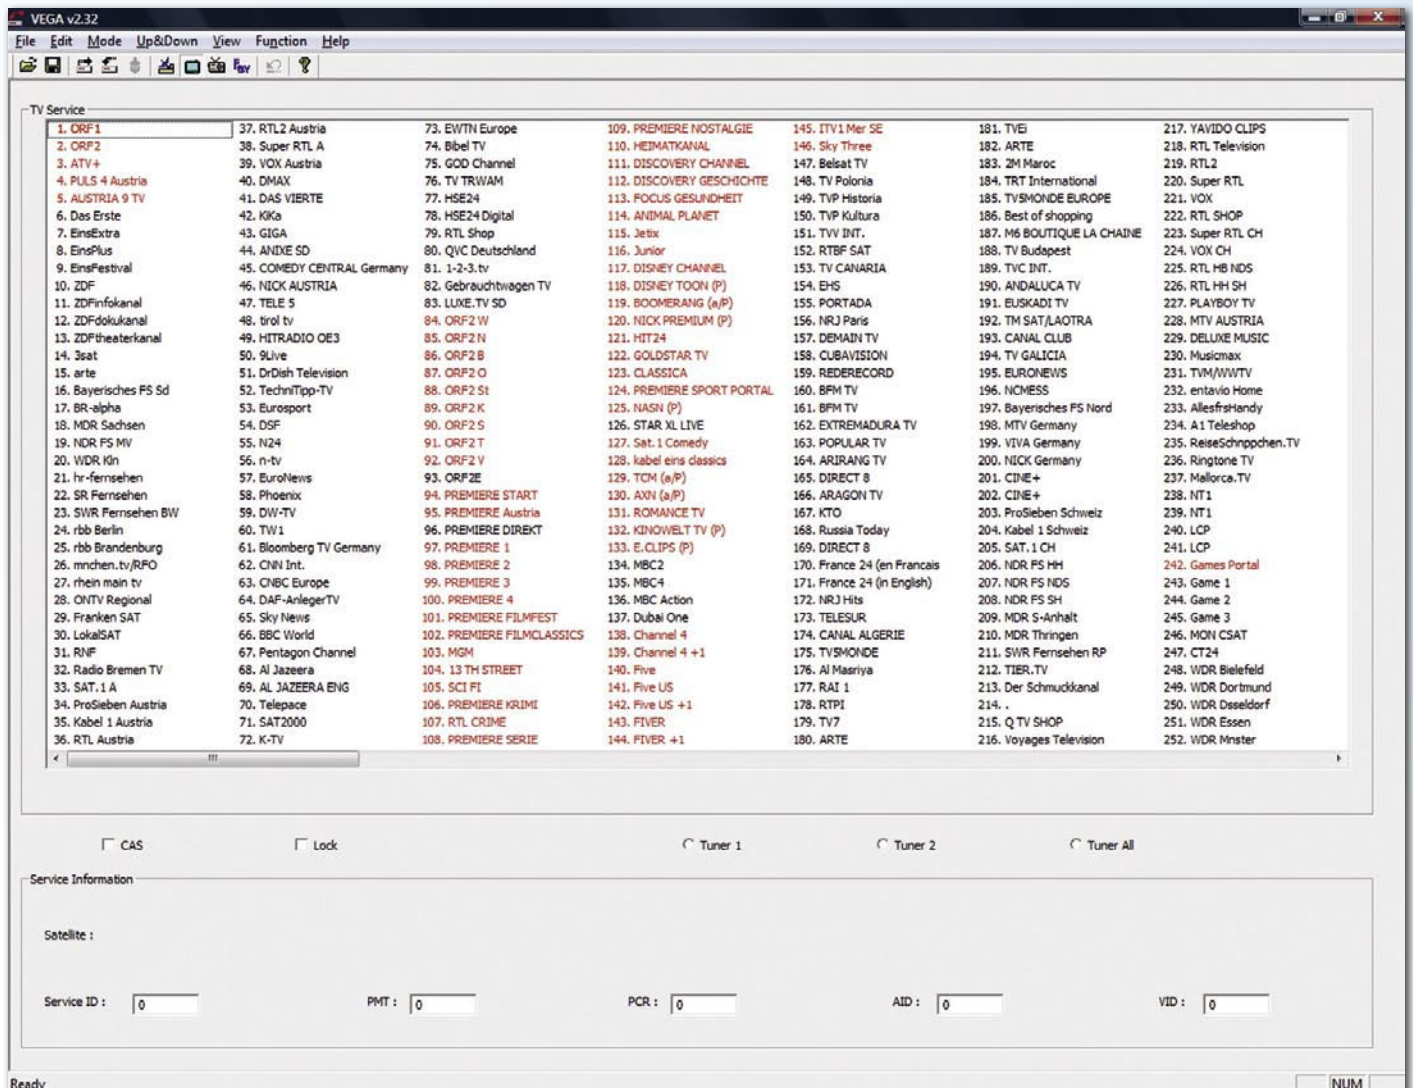 VEGA v2.32
File Edit Mode Up&Down View Function Help
TV Service
1. ORF1
2. ORF2
3. ATV+
4. PULS 4 Austria
5. AUSTRIA 9 TV
6. Das Erste
7. EinsExtra
8. EinsPlus
9. EinsFestival
10. ZDF
11. ZDFinfokanal
12. ZDFdokukanal
13. ZDFtheaterkanal
14. 3sat
15. arte
16. Bayerisches FS Sd
17. BR-alpha
18. MDR Sachsen
19. NDR FS MV
20. WDR Kln
21. hr-fernsehen
22. SR Fernsehen
23. SWR Fernsehen BW
24. rbb Berlin
25. rbb Brandenburg
26. mnchen.tv/RFO
27. rhein main tv
28. ONTV Regional
29. Franken SAT
30. LokalSAT
31. RNF
32. Radio Bremen TV
33. SAT.1 A
34. ProSieben Austria
35. Kabel 1 Austria
36. RTL Austria
37. RTL2 Austria
38. Super RTL A
39. VOX Austria
40. DMAX
41. DAS VIERTE
42. KiKa
43. GIGA
44. ANIXE SD
45. COMEDY CENTRAL Germany
46. NICK AUSTRIA
47. TELE 5
48. tirol tv
49. HITRADIO OE3
50. 9Live
51. DrDish Television
52. TechniTipp-TV
53. Eurosport
54. DSF
55. N24
56. n-tv
57. EuroNews
58. Phoenix
59. DW-TV
60. TW1
61. Bloomberg TV Germany
62. CNN Int.
63. CNBC Europe
64. DAF-AnlegerTV
65. Sky News
66. BBC World
67. Pentagon Channel
68. Al Jazeera
69. AL JAZEERA ENG
70. Telepace
71. SAT2000
72. K-TV
73. EWTN Europe
74. Bibel TV
75. GOD Channel
76. TV TRWAM
77. HSE24
78. HSE24 Digital
79. RTL Shop
80. QVC Deutschland
81. 1-2-3.tv
82. Gebrauchtwagen TV
83. LUXE.TV SD
84. ORF2 W
85. ORF2 N
86. ORF2 B
87. ORF2 O
88. ORF2 St
89. ORF2 K
90. ORF2 S
91. ORF2 T
92. ORF2 V
93. ORF2E
94. PREMIERE START
95. PREMIERE Austria
96. PREMIERE DIREKT
97. PREMIERE 1
98. PREMIERE 2
99. PREMIERE 3
100. PREMIERE 4
101. PREMIERE FILMFEST
102. PREMIERE FILMCLASSICS
103. MGM
104. 13 TH STREET
105. SCI FI
106. PREMIERE KRIMI
107. RTL CRIME
108. PREMIERE SERIE
109. PREMIERE NOSTALGIE
110. HEIMATKANAL
111. DISCOVERY CHANNEL
112. DISCOVERY GESCHICHTE
113. FOCUS GESUNDHEIT
114. ANIMAL PLANET
115. Jetix
116. Junior
117. DISNEY CHANNEL
118. DISNEY TOON (P)
119. BOOMERANG (a/P)
120. NICK PREMIUM (P)
121. HIT24
122. GOLDSTAR TV
123. CLASSICA
124. PREMIERE SPORT PORTAL
125. NASN (P)
126. STAR XL LIVE
127. Sat.1 Comedy
128. kabel eins classics
129. TCM (a/P)
130. AXN (a/P)
131. ROMANCE TV
132. KINOWELT TV (P)
133. E.CLIPS (P)
134. MBC2
135. MBC4
136. MBC Action
137. Dubai One
138. Channel 4
139. Channel 4 +1
140. Five
141. Five US
142. Five US +1
143. FIVER
144. FIVER +1
145. ITV1 Mer SE
146. Sky Three
147. Belsat TV
148. TV Polonia
149. TVP Historia
150. TVP Kultura
151. TVV INT.
152. RTBF SAT
153. TV CANARIA
154. EHS
155. PORTADA
156. NRJ Paris
157. DEMAIN TV
158. CUBAVISION
159. REDERECORD
160. BFM TV
161. BFM TV
162. EXTREMADURA TV
163. POPULAR TV
164. ARIRANG TV
165. DIRECT 8
166. ARAGON TV
167. KTO
168. Russia Today
169. DIRECT 8
170. France 24 (en Francais
171. France 24 (in English)
172. NRJ Hits
173. TELESUR
174. CANAL ALGERIE
175. TV5MONDE
176. Al Masriya
177. RAI 1
178. RTPI
179. TV7
180. ARTE
181. TVEi
182. ARTE
183. 2M Maroc
184. TRT International
185. TV5MONDE EUROPE
186. Best of shopping
187. M6 BOUTIQUE LA CHAINE
188. TV Budapest
189. TVC INT.
190. ANDALUCA TV
191. EUSKADI TV
192. TM SAT/LAOTRA
193. CANAL CLUB
194. TV GALICIA
195. EURONEWS
196. NCMESS
197. Bayerisches FS Nord
198. MTV Germany
199. VIVA Germany
200. NICK Germany
201. CINE+
202. CINE+
203. ProSieben Schweiz
204. Kabel 1 Schweiz
205. SAT.1 CH
206. NDR FS HH
207. NDR FS NDS
208. NDR FS SH
209. MDR S-Anhalt
210. MDR Thringen
211. SWR Fernsehen RP
212. TIER.TV
213. Der Schmuckkanal
214. .
215. Q TV SHOP
216. Voyages Television
217. YAVIDO CLIPS
218. RTL Television
219. RTL2
220. Super RTL
221. VOX
222. RTL SHOP
223. Super RTL CH
224. VOX CH
225. RTL HB NDS
226. RTL HH SH
227. PLAYBOY TV
228. MTV AUSTRIA
229. DELUXE MUSIC
230. Musicmax
231. TVM/WWTV
232. entavio Home
233. AllesfrsHandy
234. A1 Teleshop
235. ReiseSchnppchen.TV
236. Ringtone TV
237. Mallorca.TV
238. NT1
239. NT1
240. LCP
241. LCP
242. Games Portal
243. Game 1
244. Game 2
245. Game 3
246. MON CSAT
247. CT24
248. WDR Bielefeld
249. WDR Dortmund
250. WDR Dsseldorf
251. WDR Essen
252. WDR Mnster
CAS Lock Tuner 1 Tuner 2 Tuner All
Service Information
Satellite :
Service ID : 0 PMT : 0 PCR : 0 AID : 0 VID : 0
Ready NUM